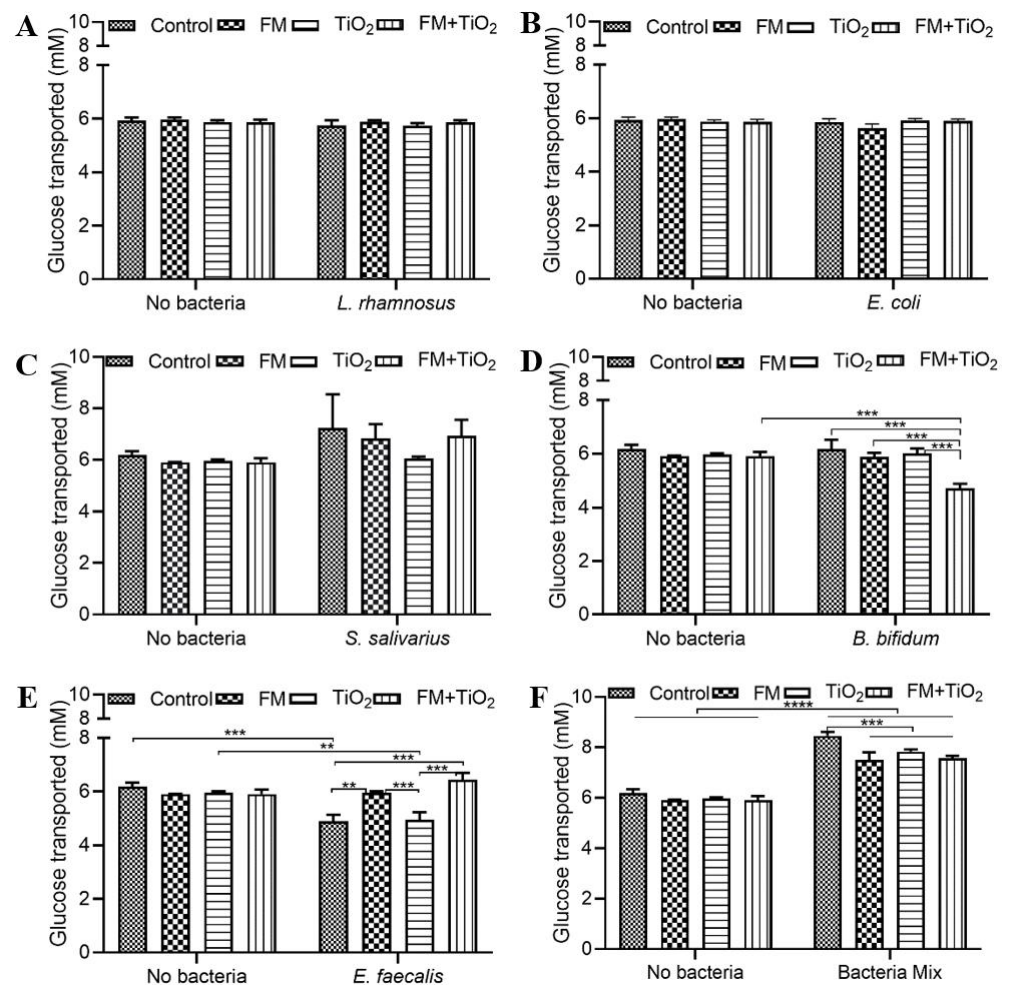 A
Control FM TiO2 FM+TiO2
Glucose transported (mM)
10
8
8
6
4
2
0
No bacteria L. rhamnosus
B
Control FM TiO2 FM+TiO2
Glucose transported (mM)
10
8
8
6
4
2
0
No bacteria E. coli
C
Control FM TiO2 FM+TiO2
Glucose transported (mM)
10
8
6
4
2
0
No bacteria S. salivarius
D
Control FM TiO2 FM+TiO2
Glucose transported (mM)
10
8
8
6
4
2
0
***
***
***
***
No bacteria B. bifidum
E
Control FM TiO2 FM+TiO2
Glucose transported (mM)
10
8
8
6
4
2
0
***
**
***
***
** ***
No bacteria E. faecalis
F
Control FM TiO2 FM+TiO2
Glucose transported (mM)
10
8
6
4
2
0
****
***
No bacteria Bacteria Mix